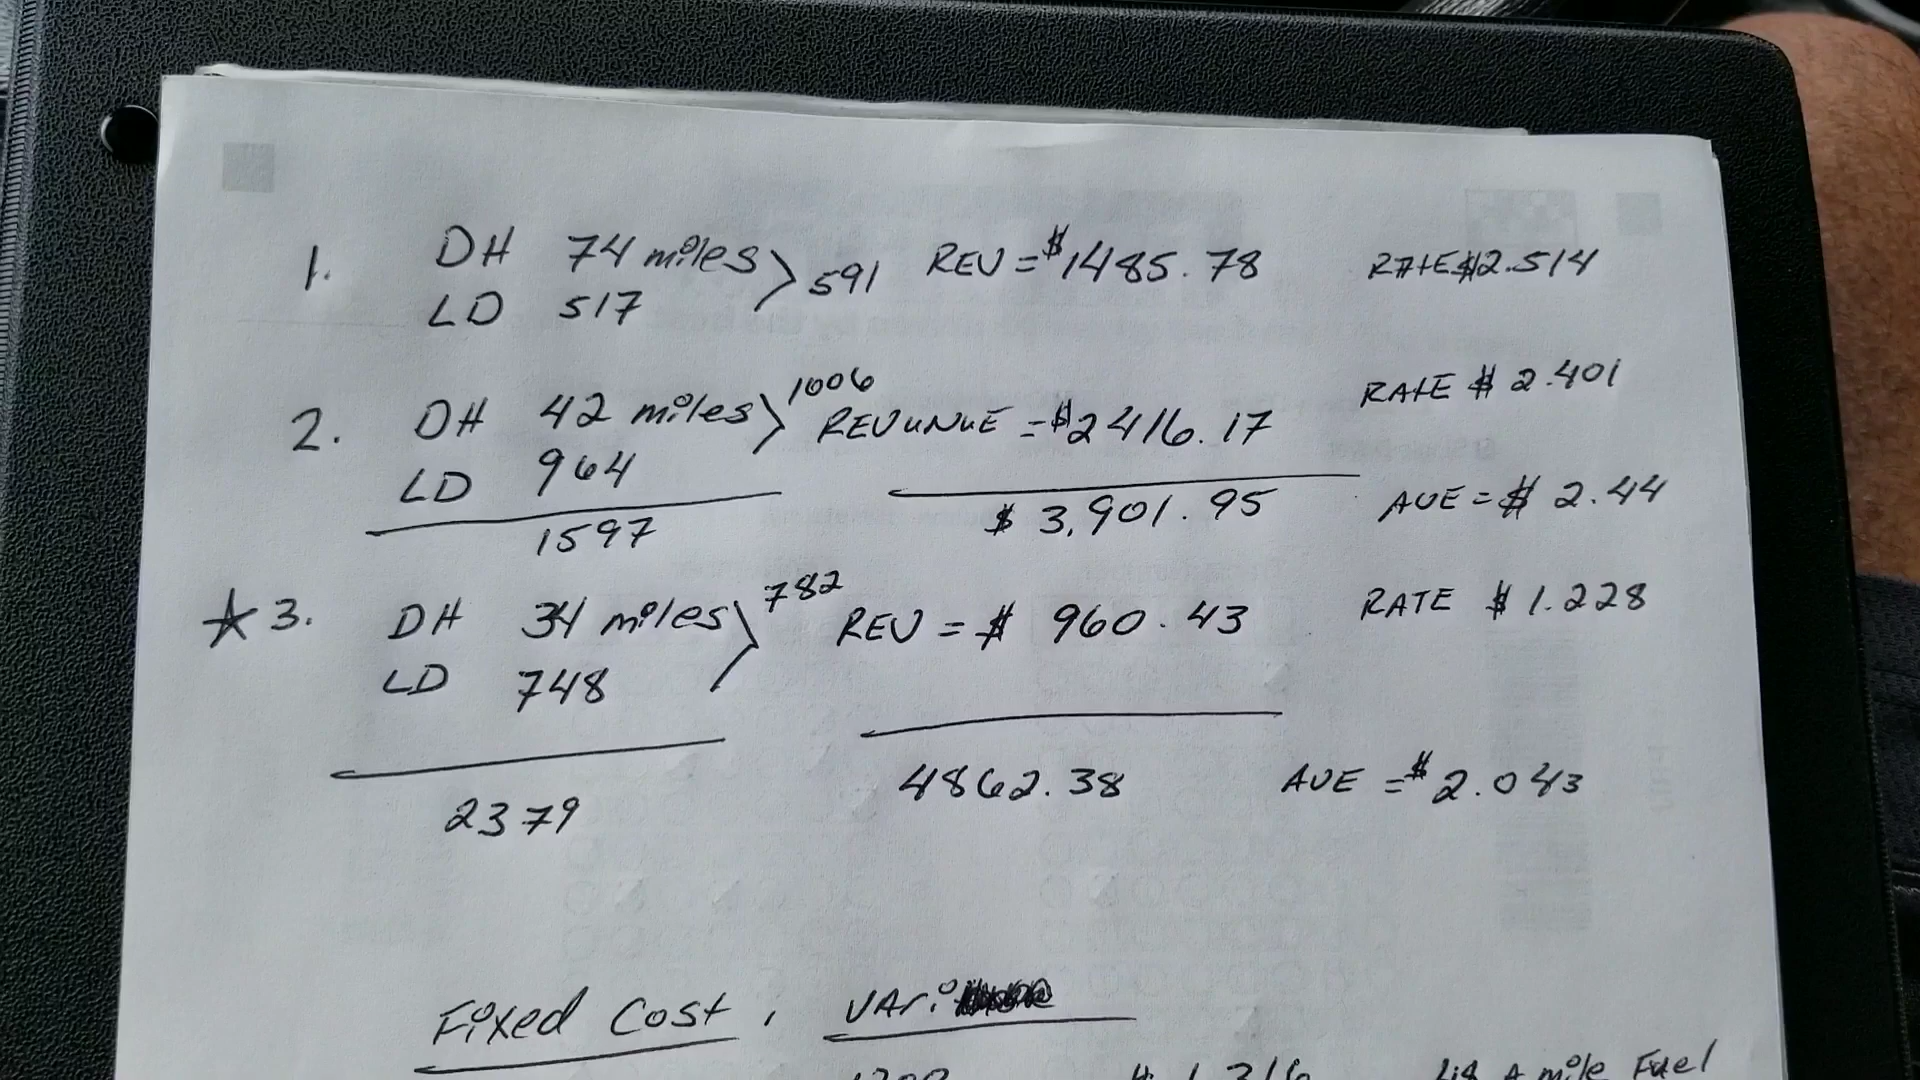 1. DH 74 miles > 591 REV = $1485.78 RATE $2.514
LD 517
2. DH 42 miles > 1006 REVUNUE = $2416.17 RATE $ 2.401
LD 964
1597 $ 3,901.95 AVE = $ 2.44
★ 3. DH 34 miles > 782 REV = $ 960.43 RATE $ 1.228
LD 748
2379 4862.38 AVE = $2.043
Fixed Cost, VAri
A mile Fuel